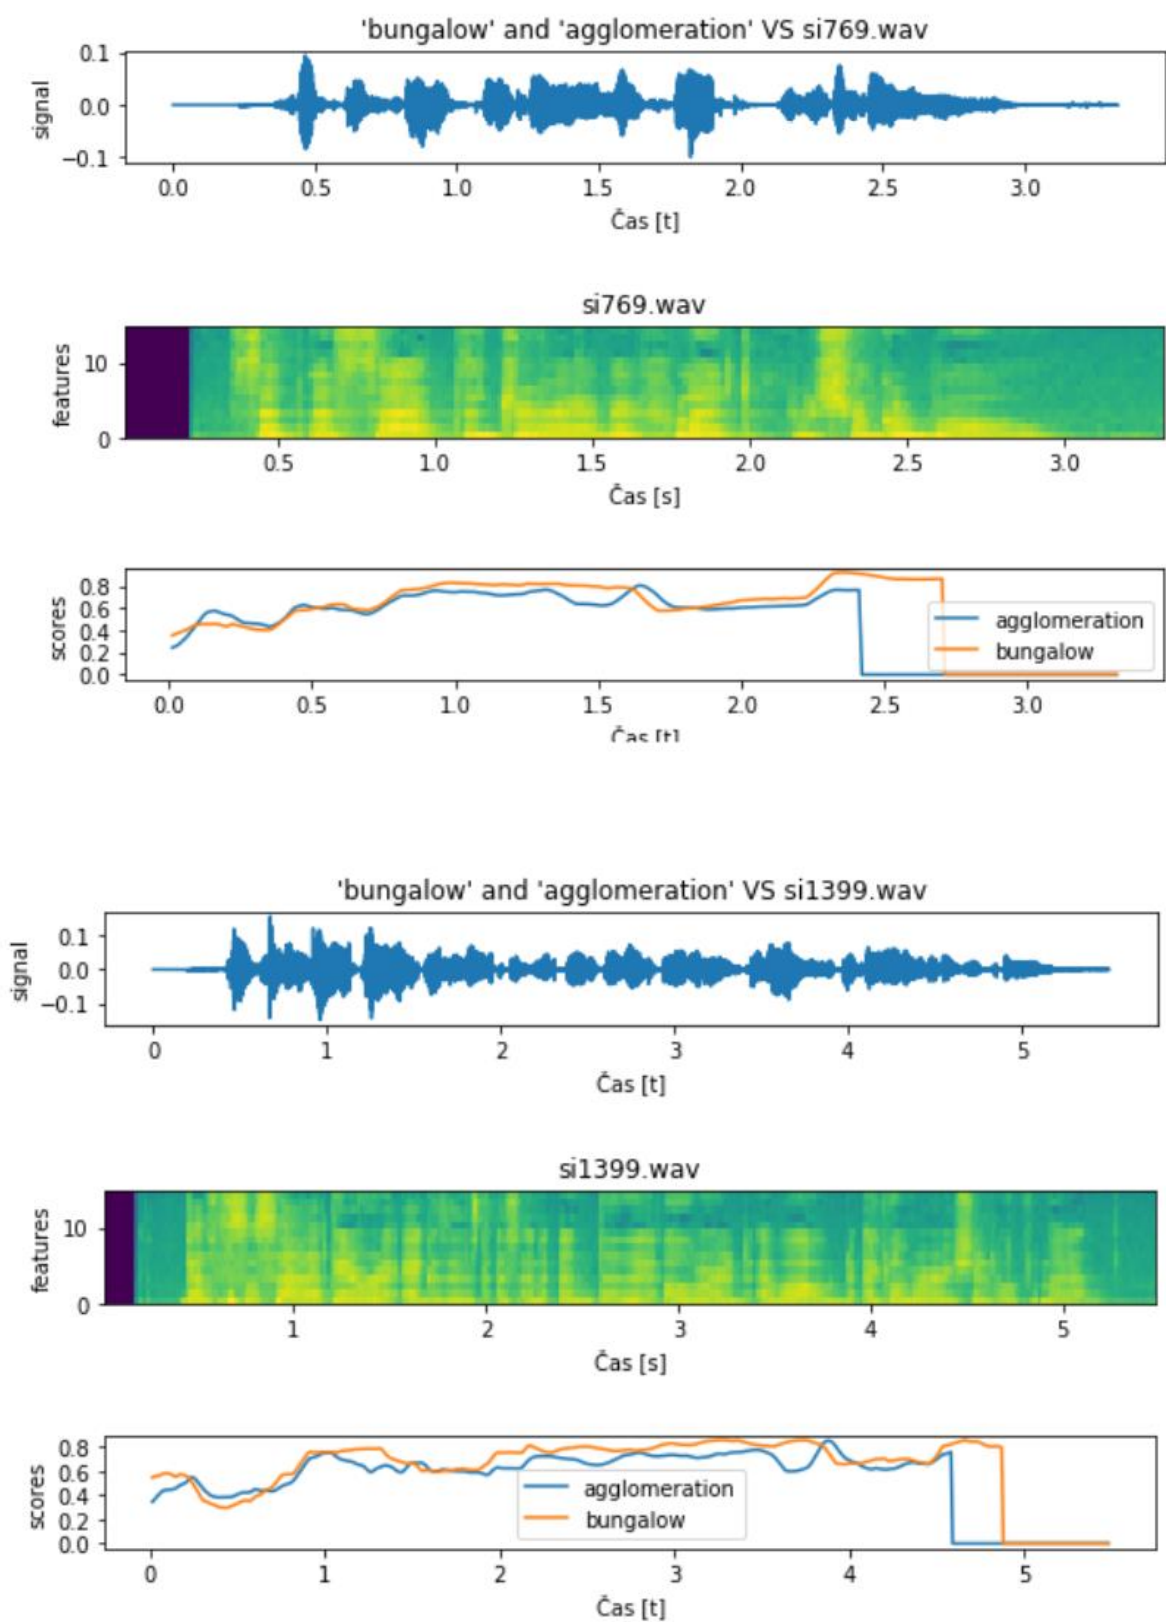 'bungalow' and 'agglomeration' VS si769.wav
0.1
0.0
−0.1
signal
0.0 0.5 1.0 1.5 2.0 2.5 3.0
Čas [t]
si769.wav
10
0
features
0.5 1.0 1.5 2.0 2.5 3.0
Čas [s]
0.8
0.6
0.4
0.2
0.0
scores
agglomeration
bungalow
0.0 0.5 1.0 1.5 2.0 2.5 3.0
Čas [t]
'bungalow' and 'agglomeration' VS si1399.wav
0.1
0.0
−0.1
signal
0 1 2 3 4 5
Čas [t]
si1399.wav
10
0
features
1 2 3 4 5
Čas [s]
0.8
0.6
0.4
0.2
0.0
scores
agglomeration
bungalow
0 1 2 3 4 5
Čas [t]